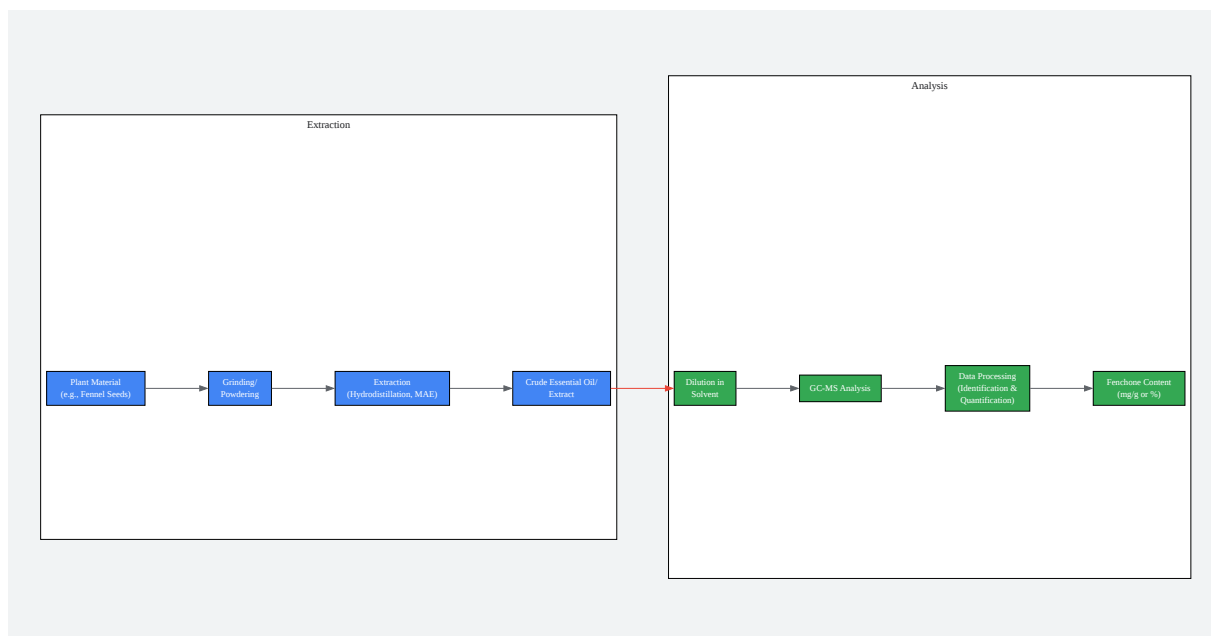 Extraction
Plant Material
(e.g., Fennel Seeds)
Grinding/
Powdering
Extraction
(Hydrodistillation, MAE)
Crude Essential Oil/
Extract
Analysis
Dilution in
Solvent
GC-MS Analysis
Data Processing
(Identification &
Quantification)
Fenchone Content
(mg/g or %)